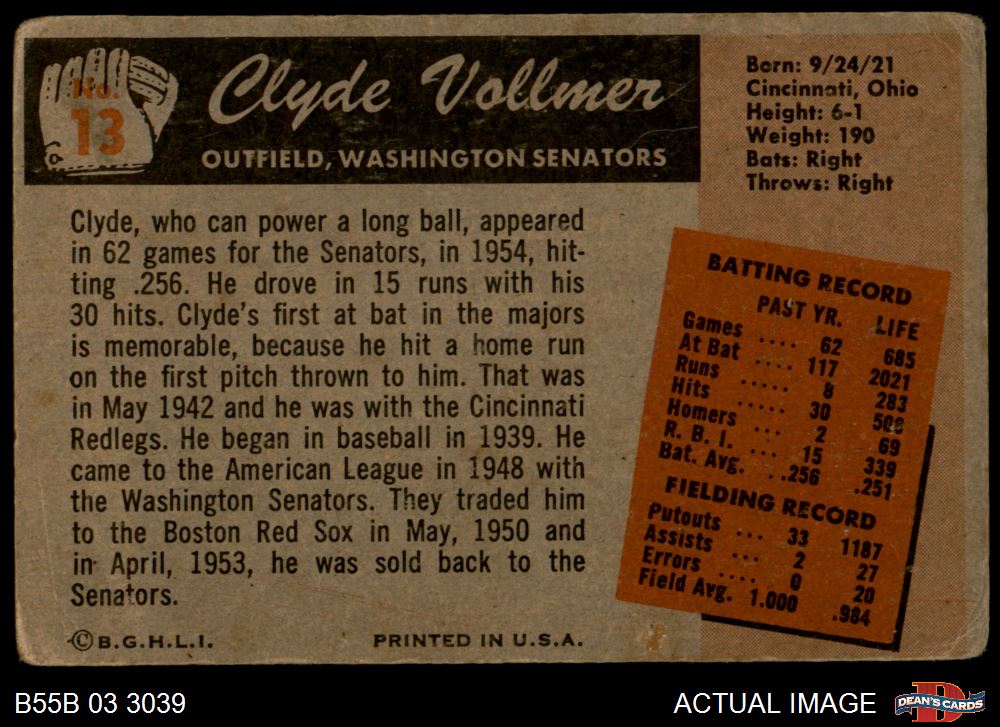 No.
13
Clyde Vollmer
OUTFIELD, WASHINGTON SENATORS
Born: 9/24/21
Cincinnati, Ohio
Height: 6-1
Weight: 190
Bats: Right
Throws: Right
Clyde, who can power a long ball, appeared
in 62 games for the Senators, in 1954, hit-
ting .256. He drove in 15 runs with his
30 hits. Clyde's first at bat in the majors
is memorable, because he hit a home run
on the first pitch thrown to him. That was
in May 1942 and he was with the Cincinnati
Redlegs. He began in baseball in 1939. He
came to the American League in 1948 with
the Washington Senators. They traded him
to the Boston Red Sox in May, 1950 and
in April, 1953, he was sold back to the
Senators.
BATTING RECORD
PAST YR. LIFE
Games .... 62 685
At Bat .... 117 2021
Runs ..... 8 283
Hits ..... 30
Homers ... 2 69
R. B. I. ... 15 339
Bat. Avg. .256 .251
FIELDING RECORD
Putouts ... 33 1187
Assists ... 2 27
Errors .... 0 20
Field Avg. 1.000 .984
© B.G.H.L.I. PRINTED IN U.S.A.
B55B 03 3039
ACTUAL IMAGE
D
DEAN'S CARDS